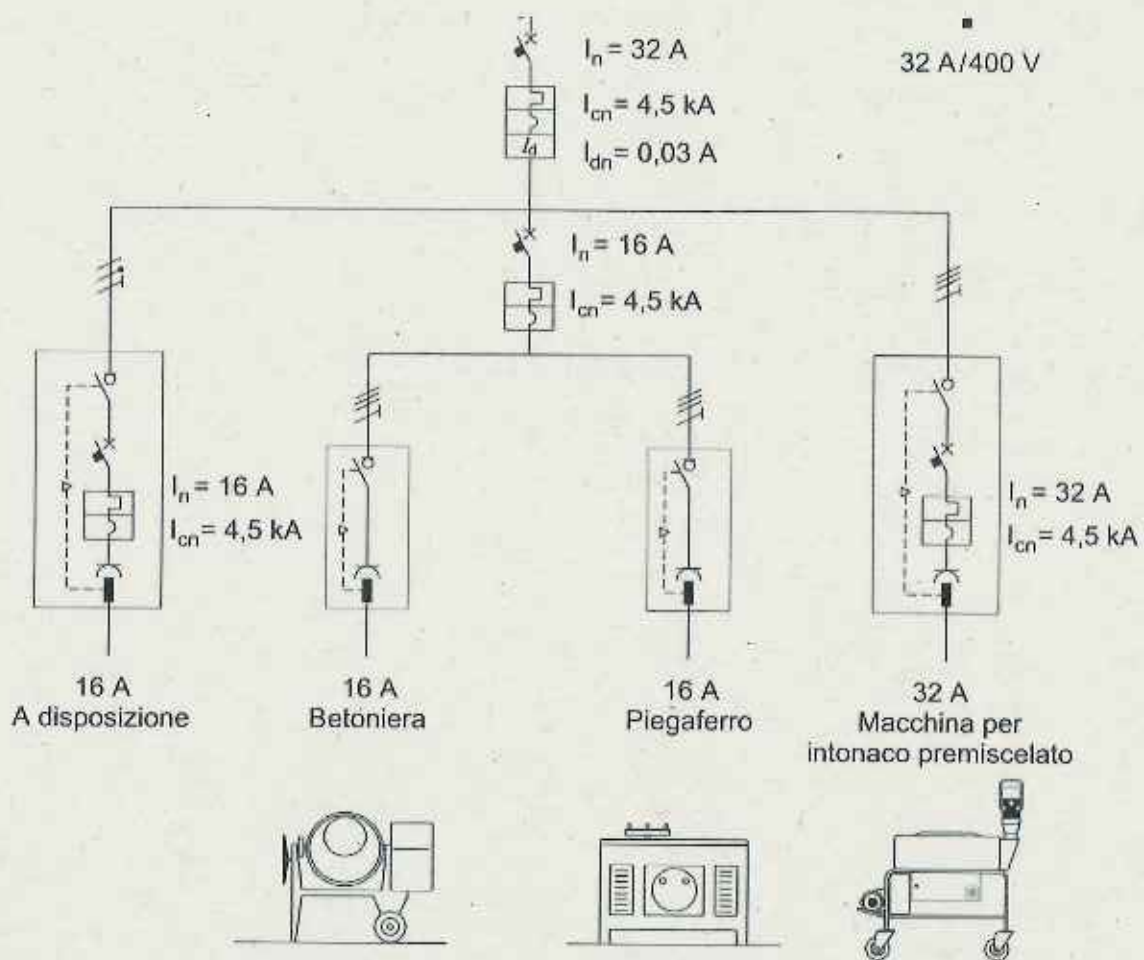 I_n = 32 A
32 A/400 V
I_cn = 4,5 kA
I_d
I_dn = 0,03 A
I_n = 16 A
I_cn = 4,5 kA
I_n = 16 A
I_cn = 4,5 kA
I_n = 32 A
I_cn = 4,5 kA
16 A
A disposizione
16 A
Betoniera
16 A
Piegaferro
32 A
Macchina per
intonaco premiscelato